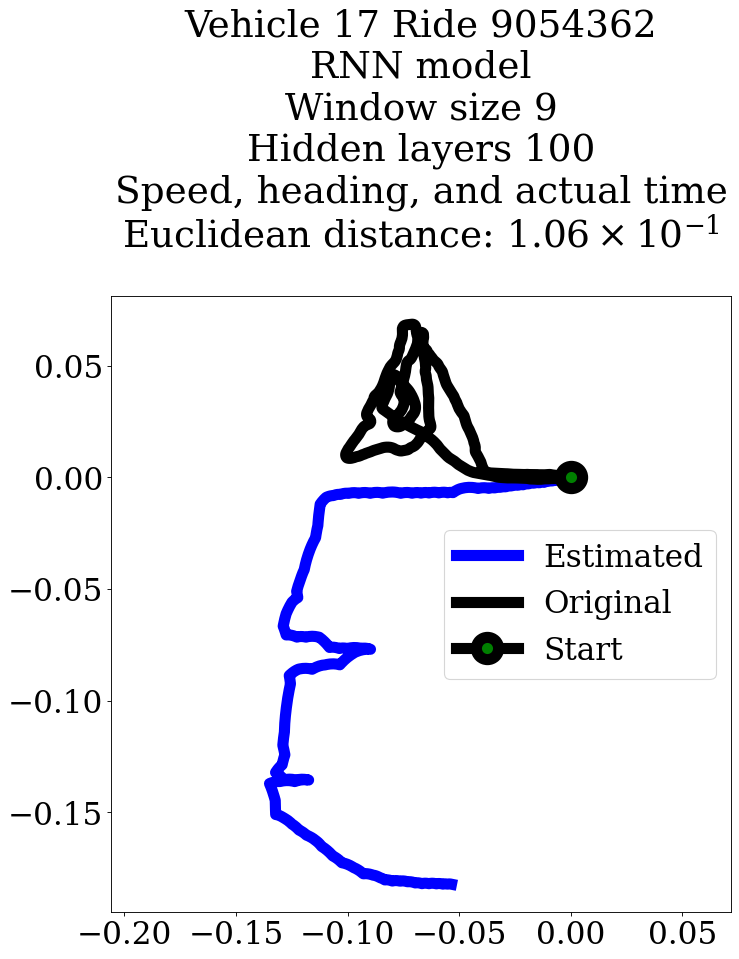 Vehicle 17 Ride 9054362
RNN model
Window size 9
Hidden layers 100
Speed, heading, and actual time
Euclidean distance: 1.06 × 10⁻¹
0.05
0.00
−0.05
−0.10
−0.15
Estimated
Original
Start
−0.20 −0.15 −0.10 −0.05 0.00 0.05